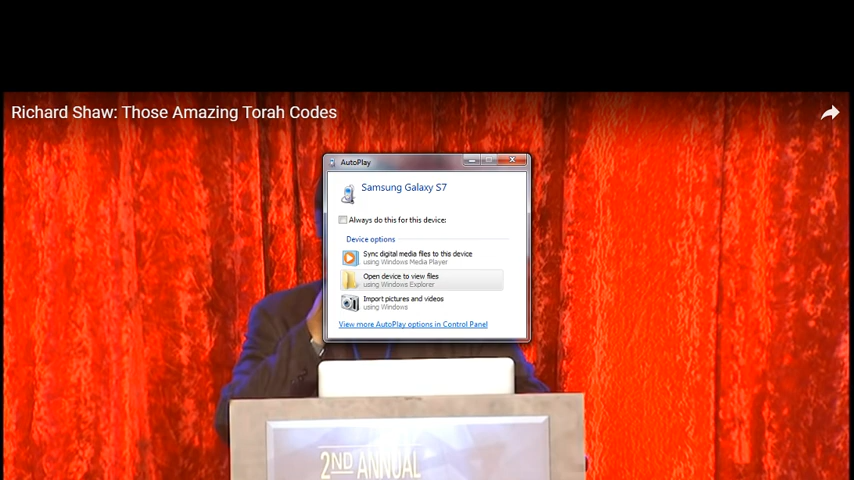 Richard Shaw: Those Amazing Torah Codes
AutoPlay
Samsung Galaxy S7
Always do this for this device:
Device options
Sync digital media files to this device
using Windows Media Player
Open device to view files
using Windows Explorer
Import pictures and videos
using Windows
View more AutoPlay options in Control Panel
2ND ANNUAL